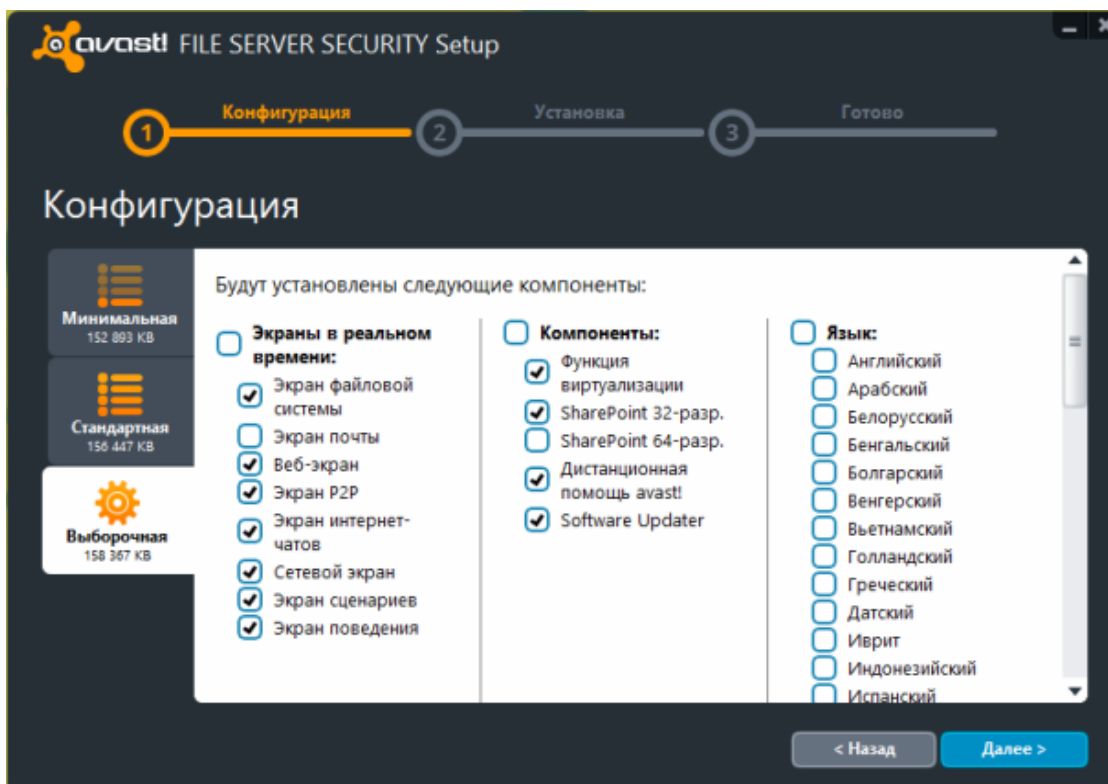 avast! FILE SERVER SECURITY Setup
1
Конфигурация
2
Установка
3
Готово
Конфигурация
Минимальная
152 893 KB
Стандартная
156 447 KB
Выборочная
158 367 KB
Будут установлены следующие компоненты:
Экраны в реальном
времени:
Экран файловой
системы
Экран почты
Веб-экран
Экран P2P
Экран интернет-
чатов
Сетевой экран
Экран сценариев
Экран поведения
Компоненты:
Функция
виртуализации
SharePoint 32-разр.
SharePoint 64-разр.
Дистанционная
помощь avast!
Software Updater
Язык:
Английский
Арабский
Белорусский
Бенгальский
Болгарский
Венгерский
Вьетнамский
Голландский
Греческий
Датский
Иврит
Индонезийский
Испанский
< Назад
Далее >